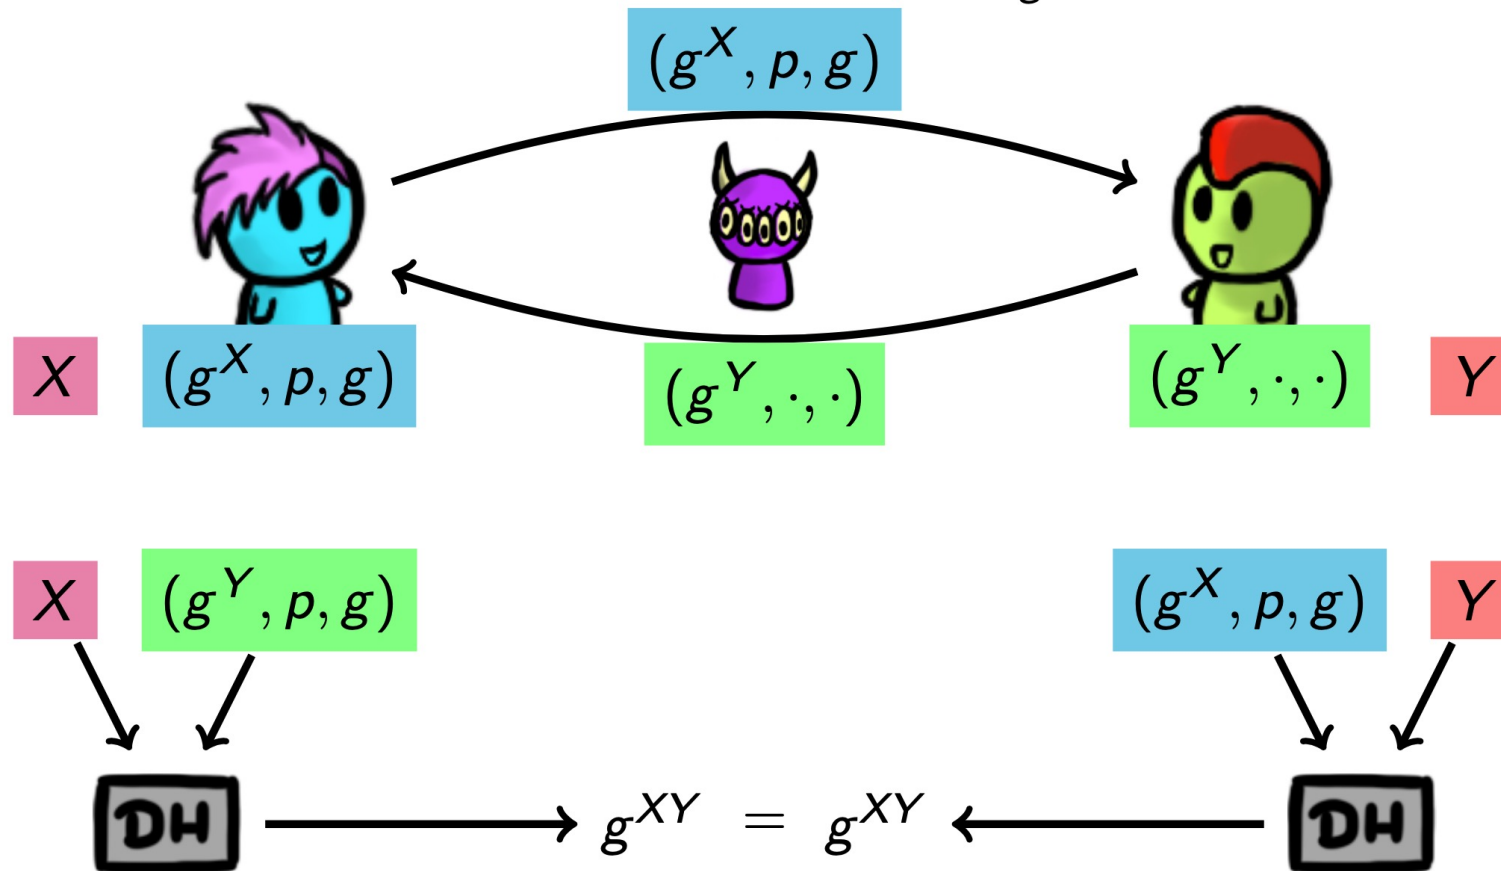 (g^X, p, g)
X (g^X, p, g) (g^Y, ·, ·) (g^Y, ·, ·) Y
X (g^Y, p, g) (g^X, p, g) Y
DH g^XY = g^XY DH